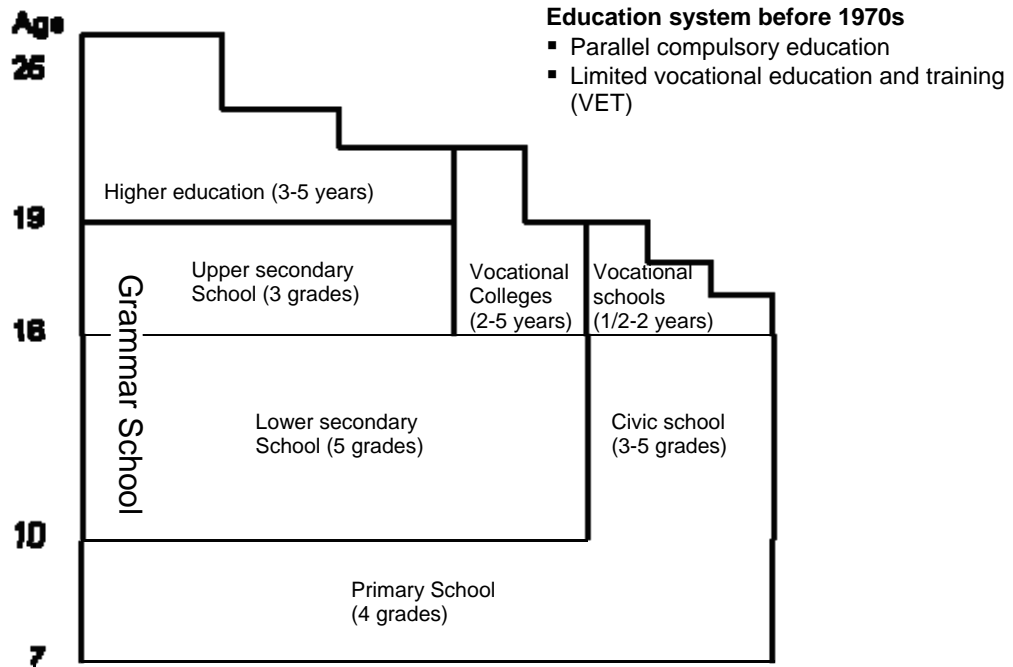 Education system before 1970s
▪ Parallel compulsory education
▪ Limited vocational education and training
(VET)
Age
25
Higher education (3-5 years)
19
Upper secondary
School (3 grades)
Vocational
Colleges
(2-5 years)
Vocational
schools
(1/2-2 years)
16
Grammar School
Lower secondary
School (5 grades)
Civic school
(3-5 grades)
10
Primary School
(4 grades)
7